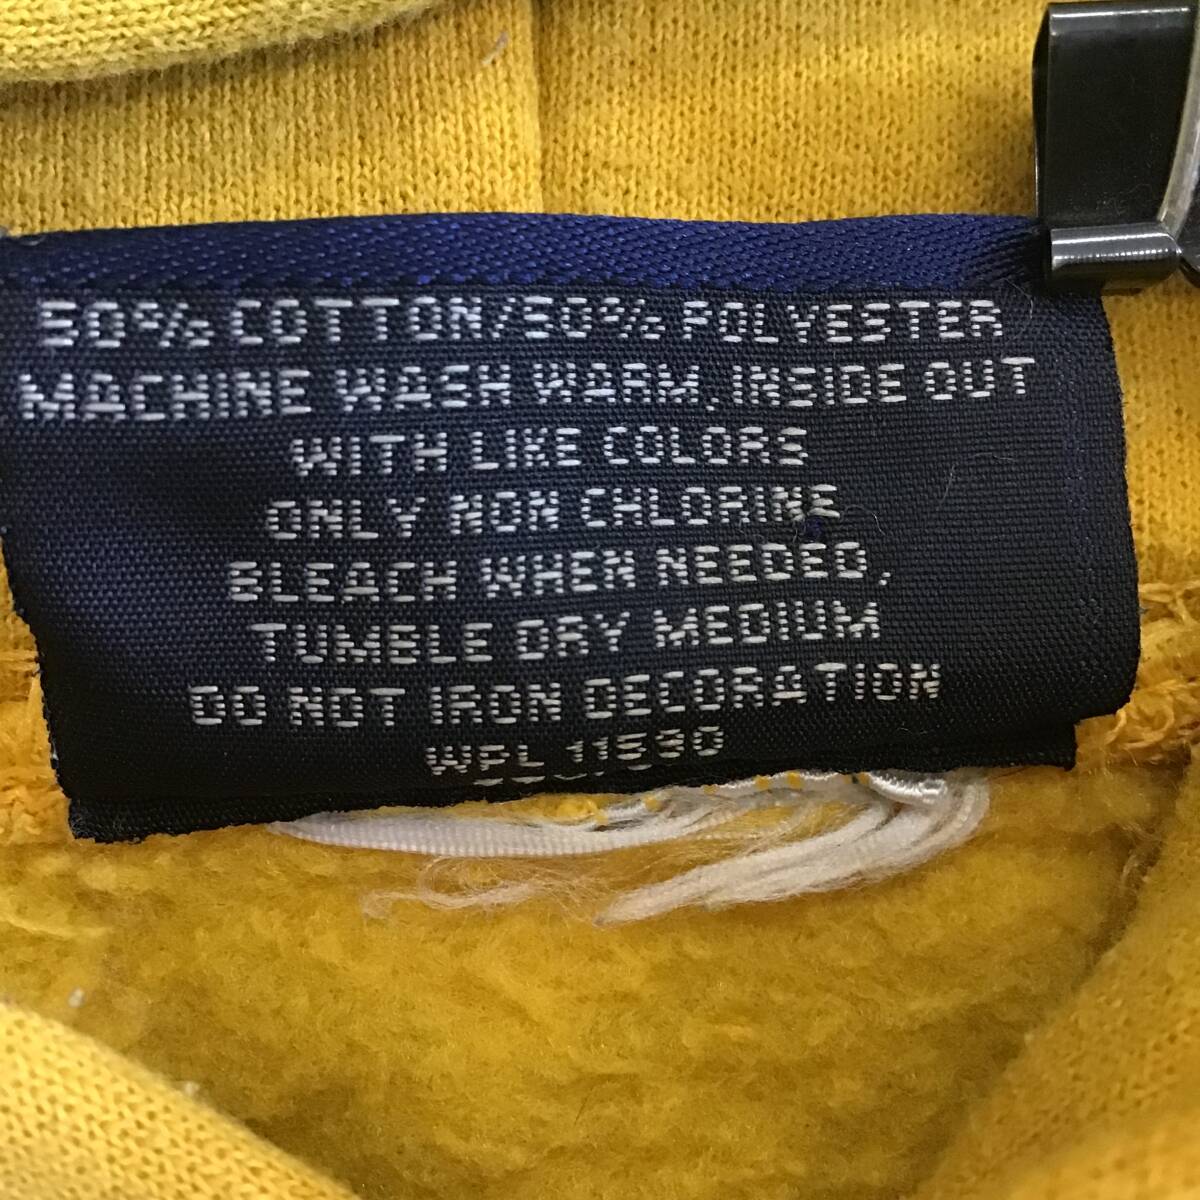 50% COTTON/50% POLYESTER
MACHINE WASH WARM, INSIDE OUT
WITH LIKE COLORS
ONLY NON CHLORINE
BLEACH WHEN NEEDED,
TUMBLE DRY MEDIUM
DO NOT IRON DECORATION
WPL